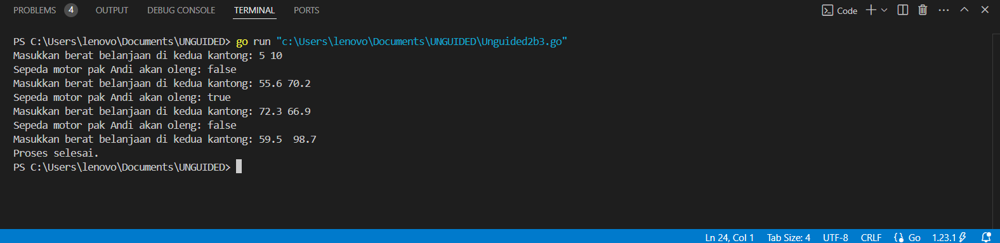 PROBLEMS 4 OUTPUT DEBUG CONSOLE TERMINAL PORTS Code
PS C:\Users\lenovo\Documents\UNGUIDED> go run "c:\Users\lenovo\Documents\UNGUIDED\Unguided2b3.go"
Masukkan berat belanjaan di kedua kantong: 5 10
Sepeda motor pak Andi akan oleng: false
Masukkan berat belanjaan di kedua kantong: 55.6 70.2
Sepeda motor pak Andi akan oleng: true
Masukkan berat belanjaan di kedua kantong: 72.3 66.9
Sepeda motor pak Andi akan oleng: false
Masukkan berat belanjaan di kedua kantong: 59.5  98.7
Proses selesai.
PS C:\Users\lenovo\Documents\UNGUIDED>
Ln 24, Col 1 Tab Size: 4 UTF-8 CRLF Go 1.23.1